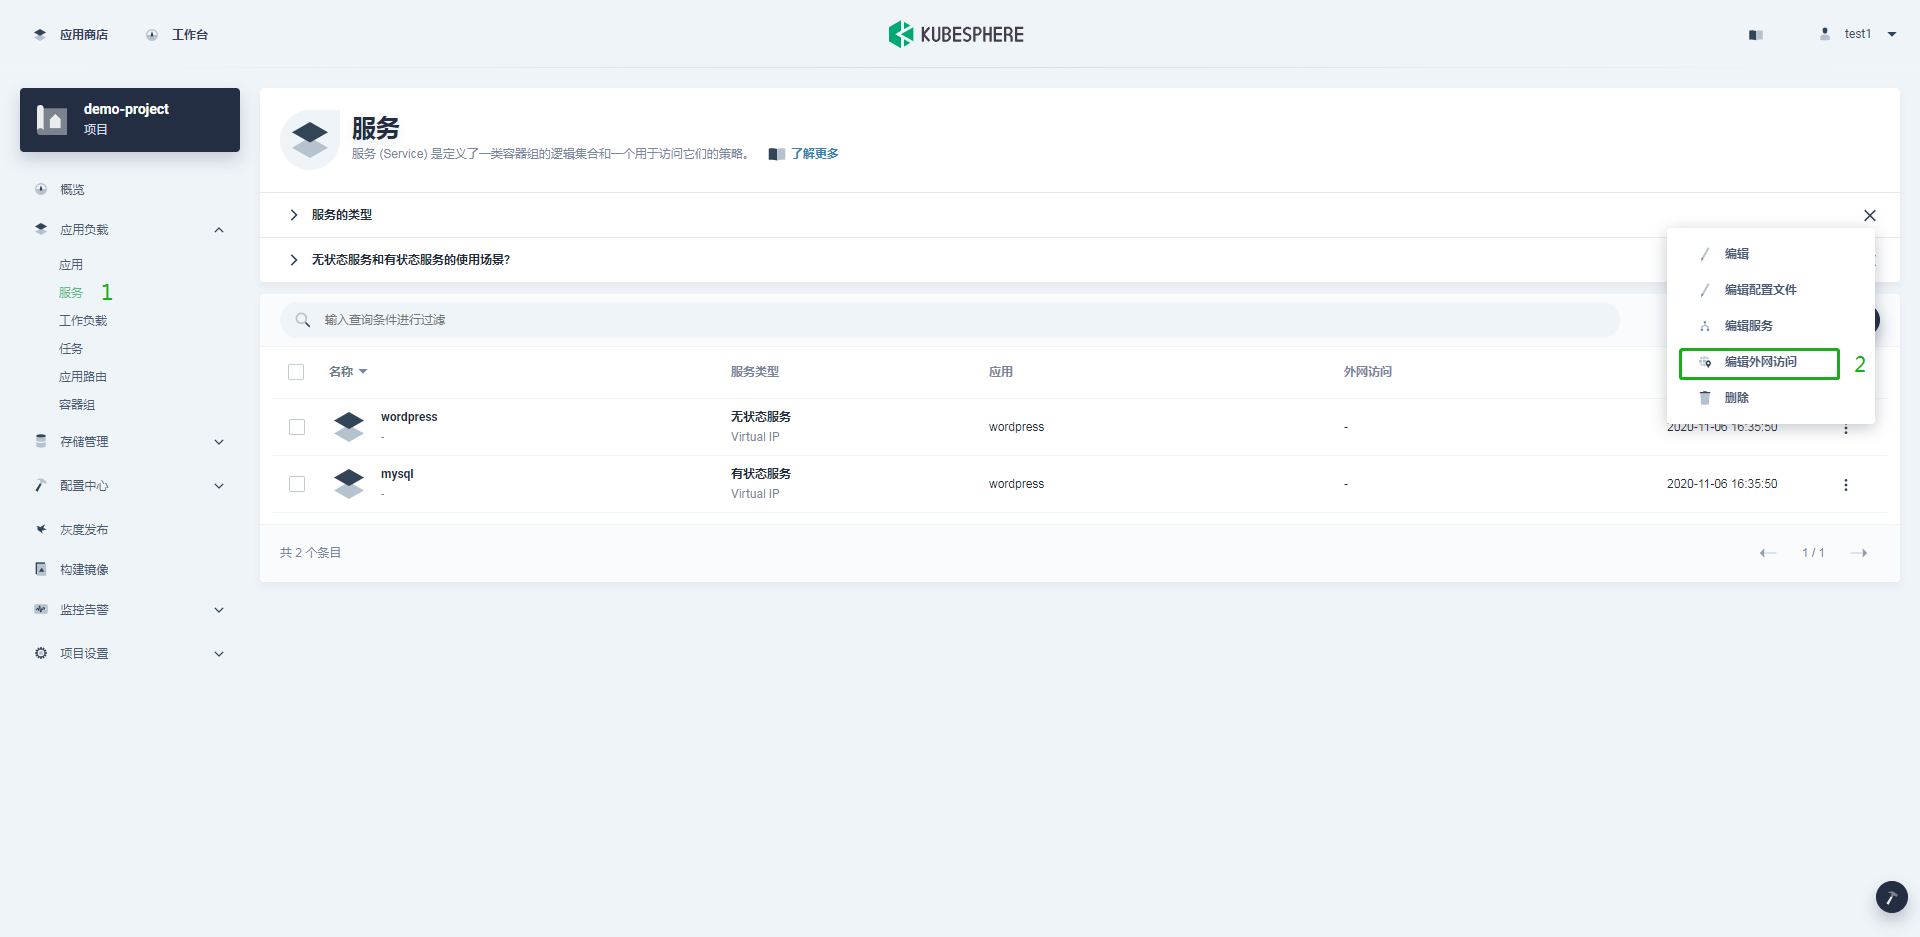 应用商店
工作台
KUBESPHERE
test1
demo-project
项目
概览
应用负载
应用
服务 1
工作负载
任务
应用路由
容器组
存储管理
配置中心
灰度发布
构建镜像
监控告警
项目设置
服务
服务 (Service) 是定义了一类容器组的逻辑集合和一个用于访问它们的策略。 了解更多
服务的类型
无状态服务和有状态服务的使用场景?
编辑
编辑配置文件
编辑服务
编辑外网访问 2
删除
输入查询条件进行过滤
名称 服务类型 应用 外网访问
wordpress 无状态服务 wordpress - 2020-11-06 16:35:50
- Virtual IP
mysql 有状态服务 wordpress - 2020-11-06 16:35:50
- Virtual IP
共 2 个条目
1 / 1